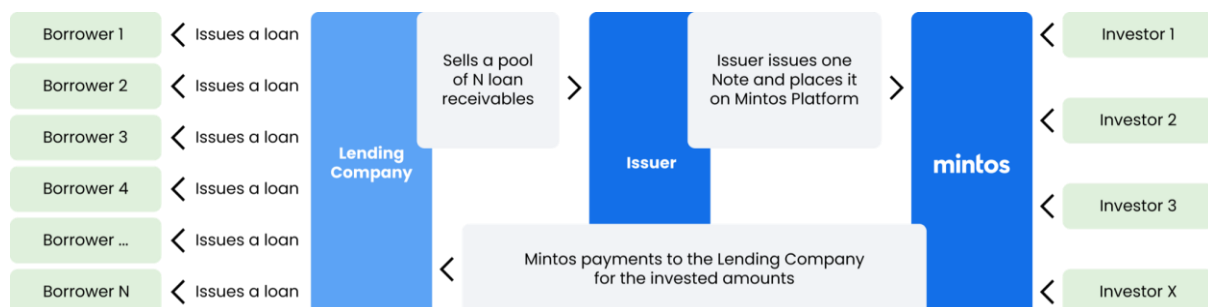 Borrower 1
Issues a loan
Borrower 2
Issues a loan
Borrower 3
Issues a loan
Borrower 4
Issues a loan
Borrower ...
Issues a loan
Borrower N
Issues a loan
Lending
Company
Sells a pool
of N loan
receivables
Issuer
Issuer issues one
Note and places it
on Mintos Platform
mintos
Mintos payments to the Lending Company
for the invested amounts
Investor 1
Investor 2
Investor 3
Investor X